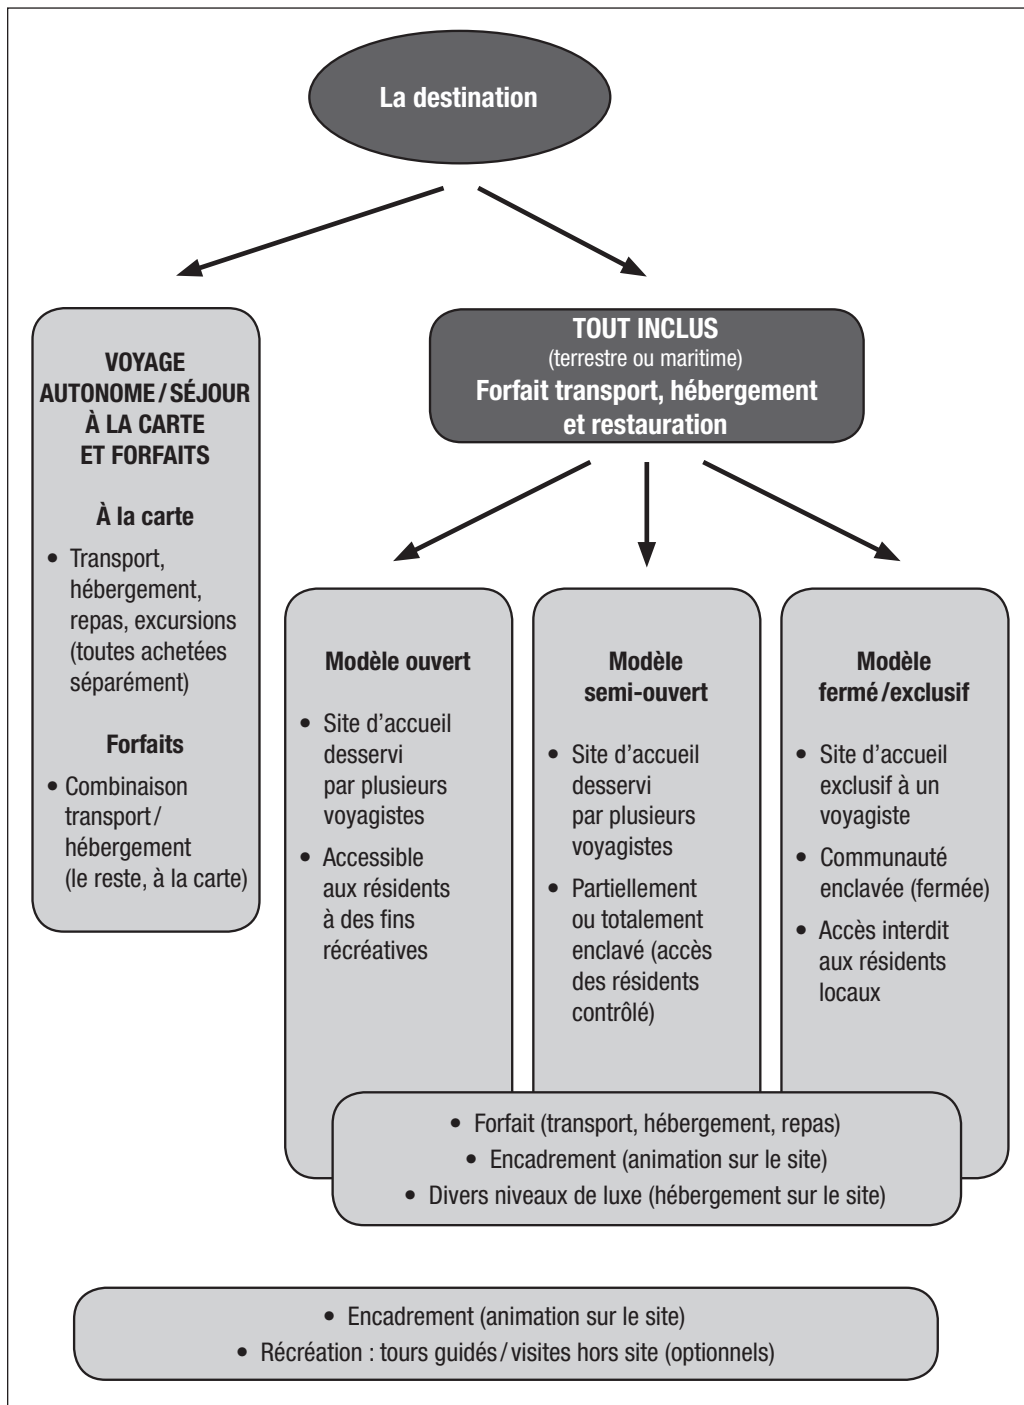 La destination
VOYAGE
AUTONOME / SÉJOUR
À LA CARTE
ET FORFAITS
À la carte
• Transport,
hébergement,
repas, excursions
(toutes achetées
séparément)
Forfaits
• Combinaison
transport /
hébergement
(le reste, à la carte)
TOUT INCLUS
(terrestre ou maritime)
Forfait transport, hébergement
et restauration
Modèle ouvert
• Site d’accueil
desservi
par plusieurs
voyagistes
• Accessible
aux résidents
à des fins
récréatives
Modèle
semi-ouvert
• Site d’accueil
desservi
par plusieurs
voyagistes
• Partiellement
ou totalement
enclavé (accès
des résidents
contrôlé)
Modèle
fermé / exclusif
• Site d’accueil
exclusif à un
voyagiste
• Communauté
enclavée (fermée)
• Accès interdit
aux résidents
locaux
• Forfait (transport, hébergement, repas)
• Encadrement (animation sur le site)
• Divers niveaux de luxe (hébergement sur le site)
• Encadrement (animation sur le site)
• Récréation : tours guidés / visites hors site (optionnels)